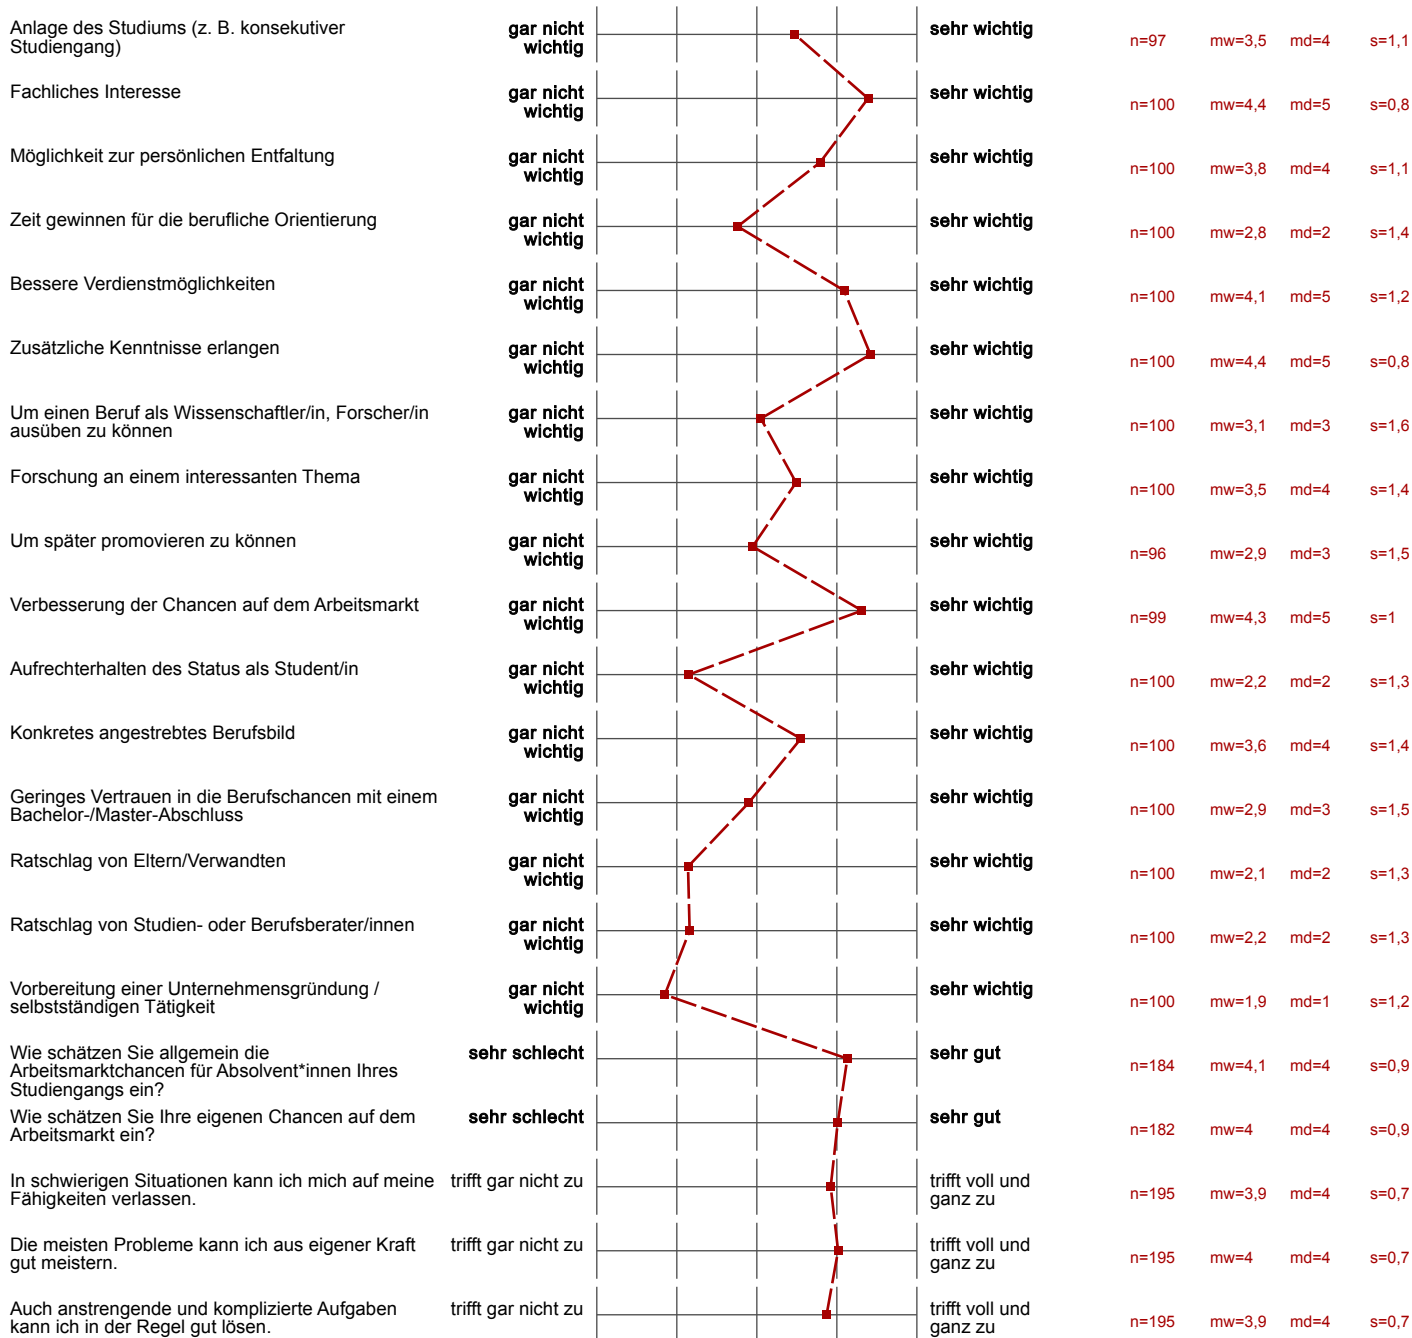 Anlage des Studiums (z. B. konsekutiver
Studiengang)
gar nicht
wichtig
sehr wichtig
n=97 mw=3,5 md=4 s=1,1
Fachliches Interesse
gar nicht
wichtig
sehr wichtig
n=100 mw=4,4 md=5 s=0,8
Möglichkeit zur persönlichen Entfaltung
gar nicht
wichtig
sehr wichtig
n=100 mw=3,8 md=4 s=1,1
Zeit gewinnen für die berufliche Orientierung
gar nicht
wichtig
sehr wichtig
n=100 mw=2,8 md=2 s=1,4
Bessere Verdienstmöglichkeiten
gar nicht
wichtig
sehr wichtig
n=100 mw=4,1 md=5 s=1,2
Zusätzliche Kenntnisse erlangen
gar nicht
wichtig
sehr wichtig
n=100 mw=4,4 md=5 s=0,8
Um einen Beruf als Wissenschaftler/in, Forscher/in
ausüben zu können
gar nicht
wichtig
sehr wichtig
n=100 mw=3,1 md=3 s=1,6
Forschung an einem interessanten Thema
gar nicht
wichtig
sehr wichtig
n=100 mw=3,5 md=4 s=1,4
Um später promovieren zu können
gar nicht
wichtig
sehr wichtig
n=96 mw=2,9 md=3 s=1,5
Verbesserung der Chancen auf dem Arbeitsmarkt
gar nicht
wichtig
sehr wichtig
n=99 mw=4,3 md=5 s=1
Aufrechterhalten des Status als Student/in
gar nicht
wichtig
sehr wichtig
n=100 mw=2,2 md=2 s=1,3
Konkretes angestrebtes Berufsbild
gar nicht
wichtig
sehr wichtig
n=100 mw=3,6 md=4 s=1,4
Geringes Vertrauen in die Berufschancen mit einem
Bachelor-/Master-Abschluss
gar nicht
wichtig
sehr wichtig
n=100 mw=2,9 md=3 s=1,5
Ratschlag von Eltern/Verwandten
gar nicht
wichtig
sehr wichtig
n=100 mw=2,1 md=2 s=1,3
Ratschlag von Studien- oder Berufsberater/innen
gar nicht
wichtig
sehr wichtig
n=100 mw=2,2 md=2 s=1,3
Vorbereitung einer Unternehmensgründung /
selbstständigen Tätigkeit
gar nicht
wichtig
sehr wichtig
n=100 mw=1,9 md=1 s=1,2
Wie schätzen Sie allgemein die
Arbeitsmarktchancen für Absolvent*innen Ihres
Studiengangs ein?
sehr schlecht
sehr gut
n=184 mw=4,1 md=4 s=0,9
Wie schätzen Sie Ihre eigenen Chancen auf dem
Arbeitsmarkt ein?
sehr schlecht
sehr gut
n=182 mw=4 md=4 s=0,9
In schwierigen Situationen kann ich mich auf meine
Fähigkeiten verlassen.
trifft gar nicht zu
trifft voll und
ganz zu
n=195 mw=3,9 md=4 s=0,7
Die meisten Probleme kann ich aus eigener Kraft
gut meistern.
trifft gar nicht zu
trifft voll und
ganz zu
n=195 mw=4 md=4 s=0,7
Auch anstrengende und komplizierte Aufgaben
kann ich in der Regel gut lösen.
trifft gar nicht zu
trifft voll und
ganz zu
n=195 mw=3,9 md=4 s=0,7